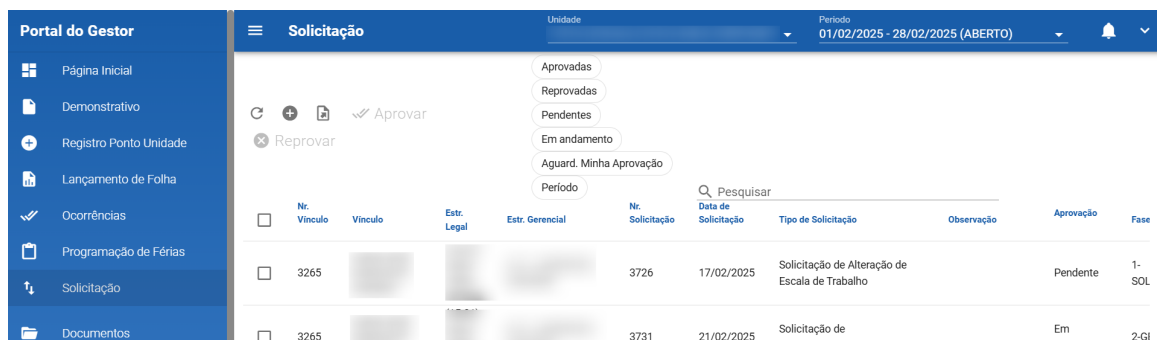 Portal do Gestor
Solicitação
Unidade
Periodo
01/02/2025 - 28/02/2025 (ABERTO)
Página Inicial
Demonstrativo
Registro Ponto Unidade
Lançamento de Folha
Ocorrências
Programação de Férias
Solicitação
Documentos
Aprovar
Reprovar
Aprovadas
Reprovadas
Pendentes
Em andamento
Aguard. Minha Aprovação
Período
Pesquisar
Nr.
Vínculo
Vínculo
Estr.
Legal
Estr. Gerencial
Nr.
Solicitação
Data de
Solicitação
Tipo de Solicitação
Observação
Aprovação
Fase
3265
3726
17/02/2025
Solicitação de Alteração de
Escala de Trabalho
Pendente
1-
SOL
3265
3731
21/02/2025
Solicitação de
Em